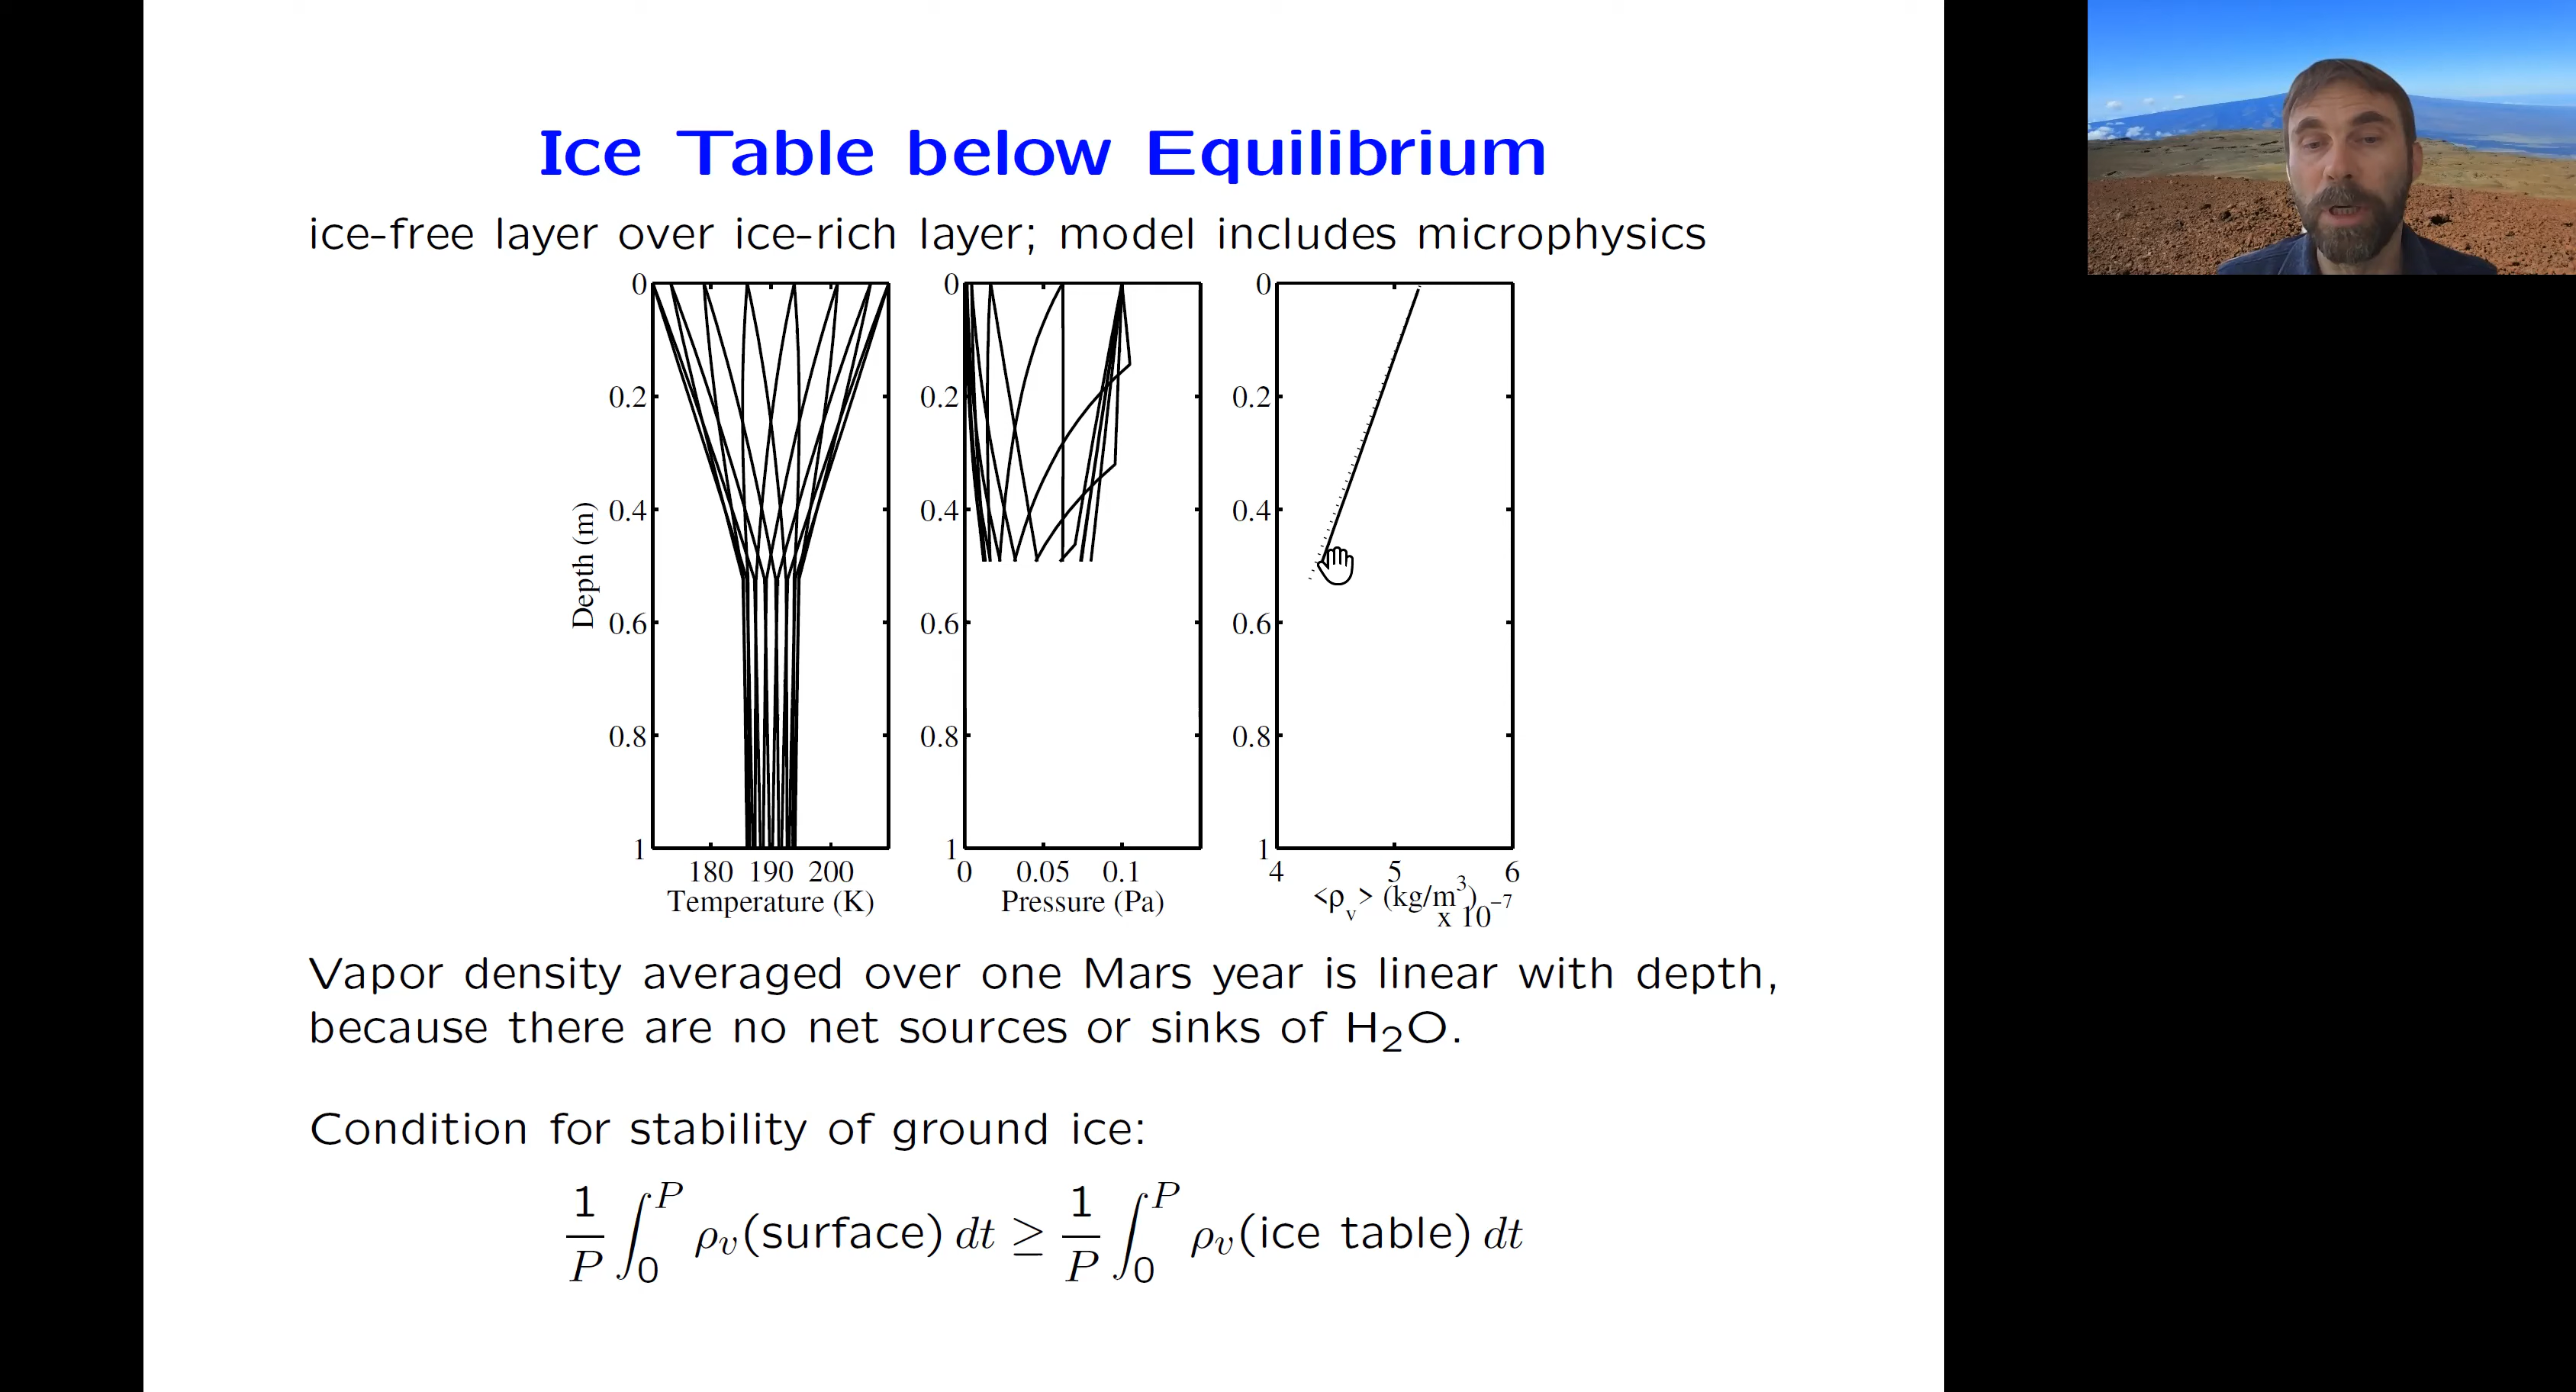 Ice Table below Equilibrium
ice-free layer over ice-rich layer; model includes microphysics
0
0.2
0.4
0.6
0.8
1
Depth (m)
180 190 200
Temperature (K)
0
0.2
0.4
0.6
0.8
1
0 0.05 0.1
Pressure (Pa)
0
0.2
0.4
0.6
0.8
1
4 5 6
<ρ_v> (kg/m³)
x 10⁻⁷
Vapor density averaged over one Mars year is linear with depth,
because there are no net sources or sinks of H₂O.
Condition for stability of ground ice:
1/P ∫₀^P ρ_v(surface) dt ≥ 1/P ∫₀^P ρ_v(ice table) dt